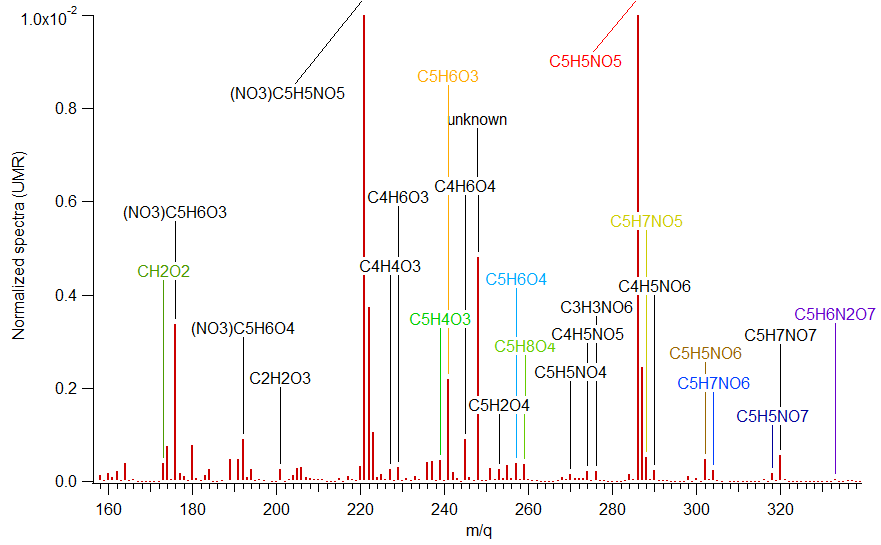 1.0x10⁻²
C5H6O3
C5H5NO5
(NO3)C5H5NO5
0.8
unknown
C4H6O4
C4H6O3
0.6
(NO3)C5H6O3
C5H7NO5
CH2O2
C4H4O3
C5H6O4
C4H5NO6
0.4
C3H3NO6
C5H6N2O7
C5H4O3
(NO3)C5H6O4
C4H5NO5
C5H7NO7
C5H8O4
C5H5NO6
C2H2O3
C5H5NO4
C5H7NO6
0.2
C5H2O4
C5H5NO7
0.0
160 180 200 220 240 260 280 300 320
m/q
Normalized spectra (UMR)